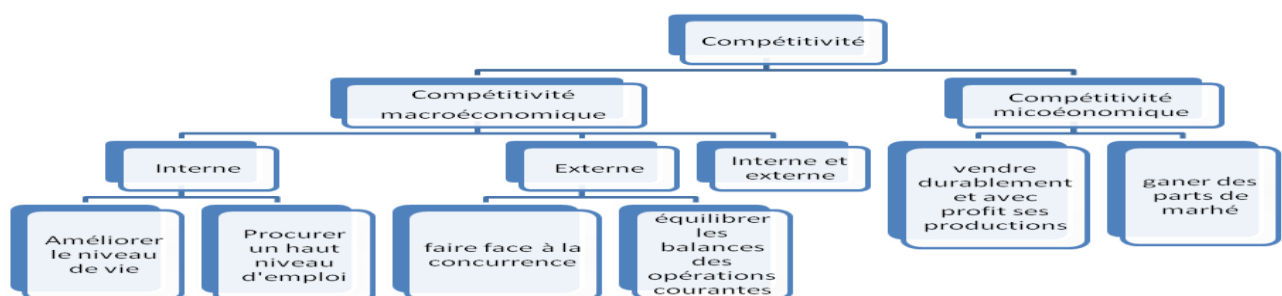 Compétitivité
Compétitivité
macroéconomique
Compétitivité
micoéonomique
Interne
Externe
Interne et
externe
vendre
durablement
et avec
profit ses
productions
ganer des
parts de
marhé
Améliorer
le niveau
de vie
Procurer
un haut
niveau
d'emploi
faire face à la
concurrence
équilibrer
les
balances
des
opérations
courantes